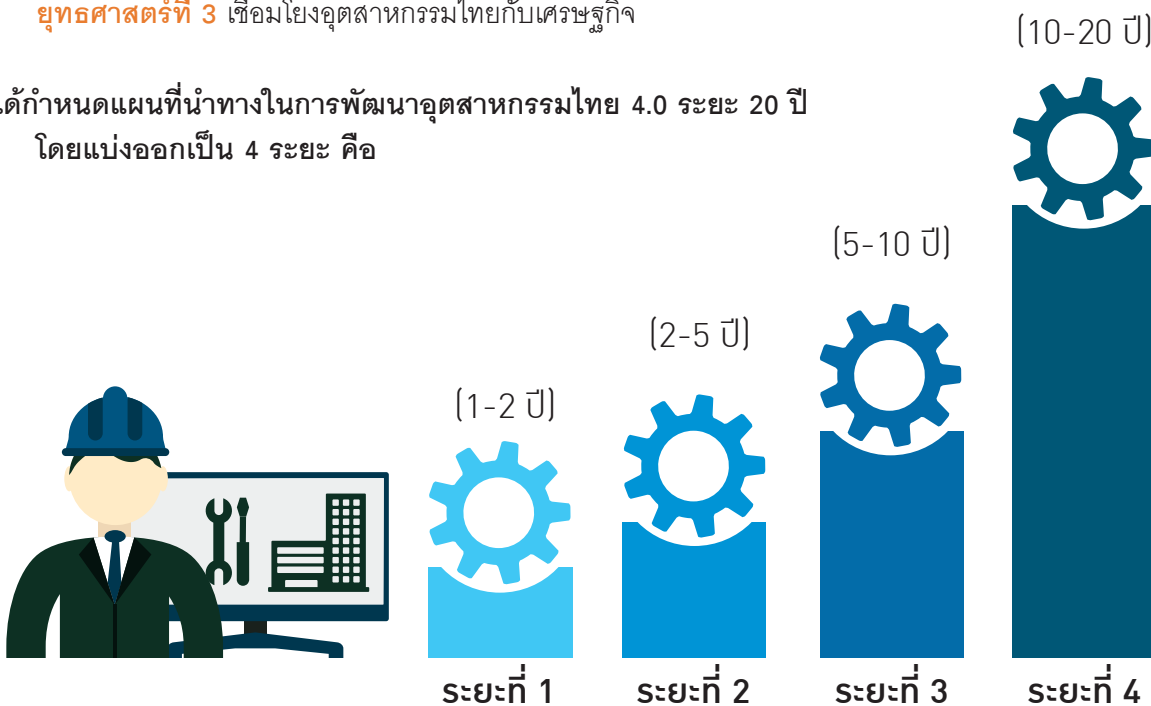 ยุทธศาสตร์ที่ 3 เชื่อมโยงอุตสาหกรรมไทยกับเศรษฐกิจ
ได้กำหนดแผนที่นำทางในการพัฒนาอุตสาหกรรมไทย 4.0 ระยะ 20 ปี
โดยแบ่งออกเป็น 4 ระยะ คือ
(1-2 ปี) (2-5 ปี) (5-10 ปี) (10-20 ปี)
ระยะที่ 1 ระยะที่ 2 ระยะที่ 3 ระยะที่ 4